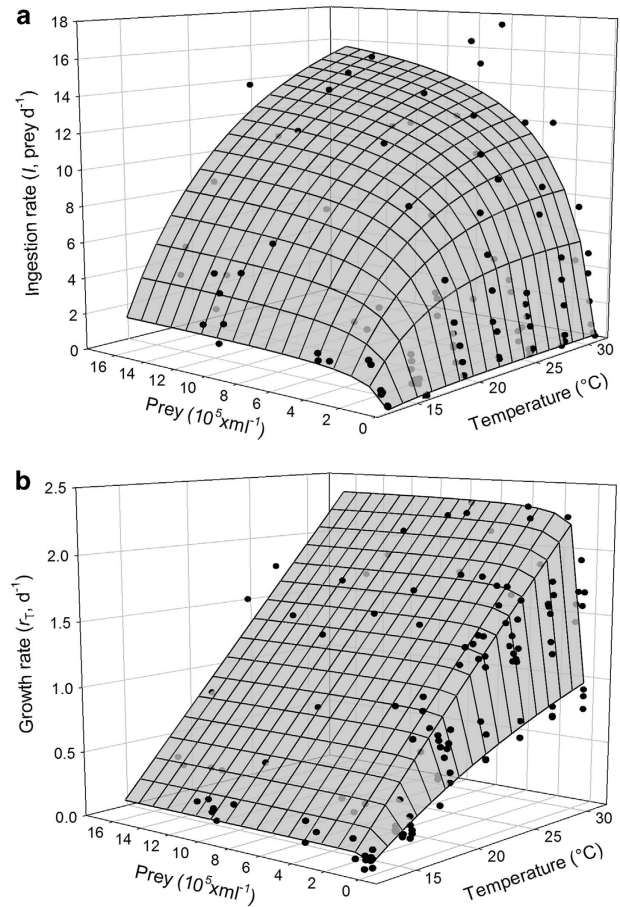 a
18
16
14
12
10
8
6
4
2
0
Ingestion rate (I, prey d⁻¹)
16 14 12 10 8 6 4 2 0
Prey (10⁵xml⁻¹)
15 20 25 30
Temperature (°C)
b
2.5
2.0
1.5
1.0
0.5
0.0
Growth rate (r_T, d⁻¹)
16 14 12 10 8 6 4 2 0
Prey (10⁵xml⁻¹)
15 20 25 30
Temperature (°C)